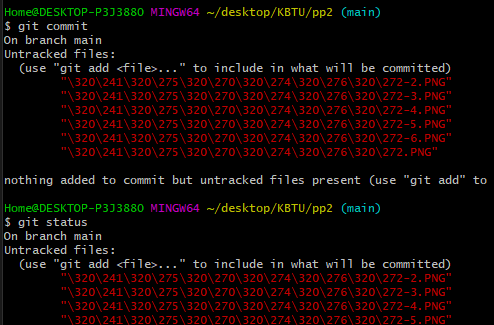 Home@DESKTOP-P3J3880 MINGW64 ~/desktop/KBTU/pp2 (main)
$ git commit
On branch main
Untracked files:
(use "git add <file>..." to include in what will be committed)
"\320\241\320\275\320\270\320\274\320\276\320\272-2.PNG"
"\320\241\320\275\320\270\320\274\320\276\320\272-3.PNG"
"\320\241\320\275\320\270\320\274\320\276\320\272-4.PNG"
"\320\241\320\275\320\270\320\274\320\276\320\272-5.PNG"
"\320\241\320\275\320\270\320\274\320\276\320\272-6.PNG"
"\320\241\320\275\320\270\320\274\320\276\320\272.PNG"
nothing added to commit but untracked files present (use "git add" to
Home@DESKTOP-P3J3880 MINGW64 ~/desktop/KBTU/pp2 (main)
$ git status
On branch main
Untracked files:
(use "git add <file>..." to include in what will be committed)
"\320\241\320\275\320\270\320\274\320\276\320\272-2.PNG"
"\320\241\320\275\320\270\320\274\320\276\320\272-3.PNG"
"\320\241\320\275\320\270\320\274\320\276\320\272-4.PNG"
"\320\241\320\275\320\270\320\274\320\276\320\272-5.PNG"